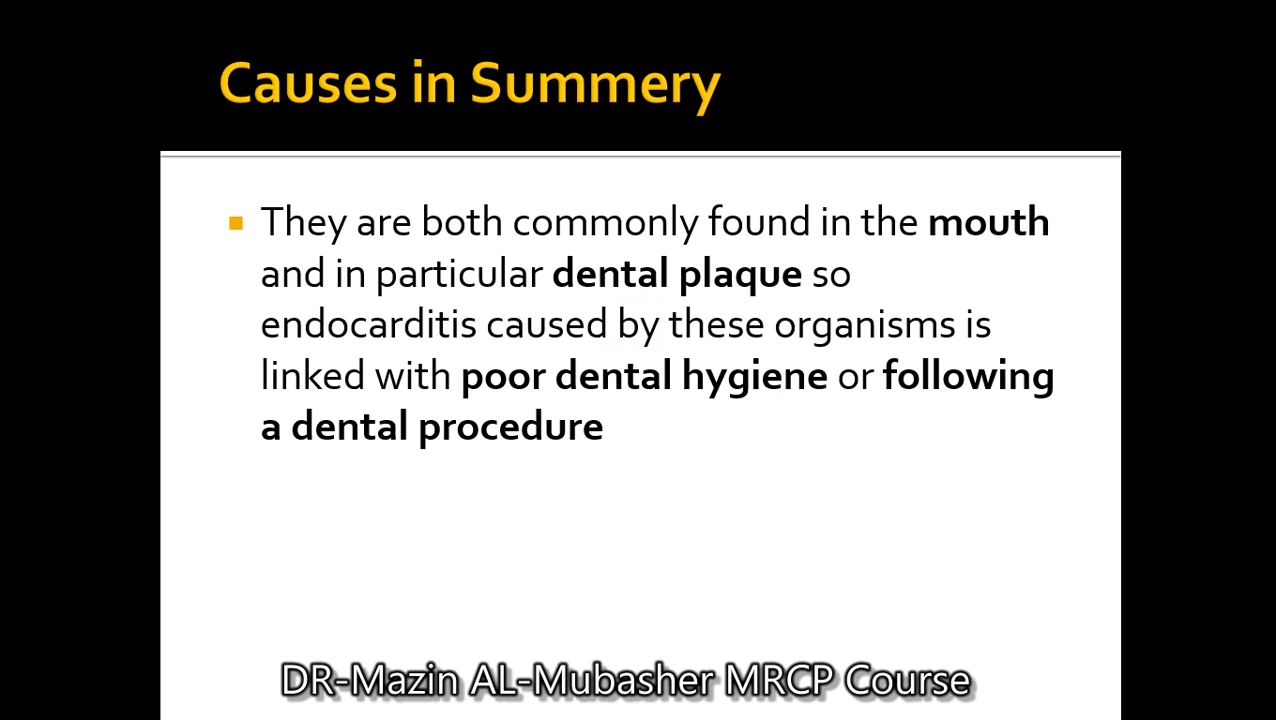 Causes in Summery
They are both commonly found in the mouth
and in particular dental plaque so
endocarditis caused by these organisms is
linked with poor dental hygiene or following
a dental procedure
DR-Mazin AL-Mubasher MRCP Course